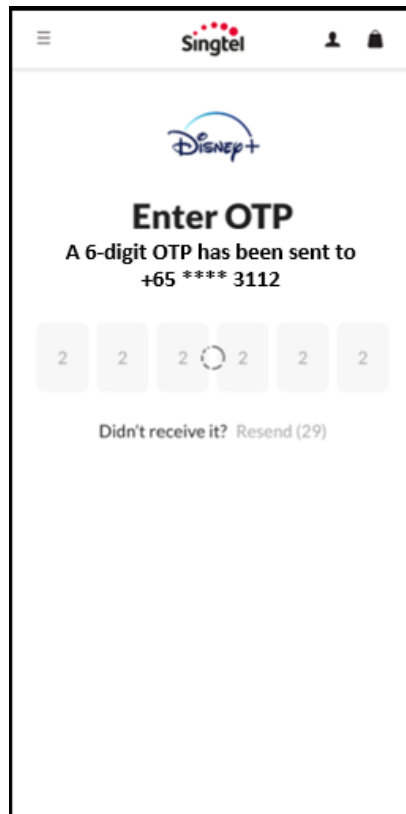 Singtel
Disney+
Enter OTP
A 6-digit OTP has been sent to
+65 **** 3112
2 2 2 2 2 2
Didn't receive it? Resend (29)